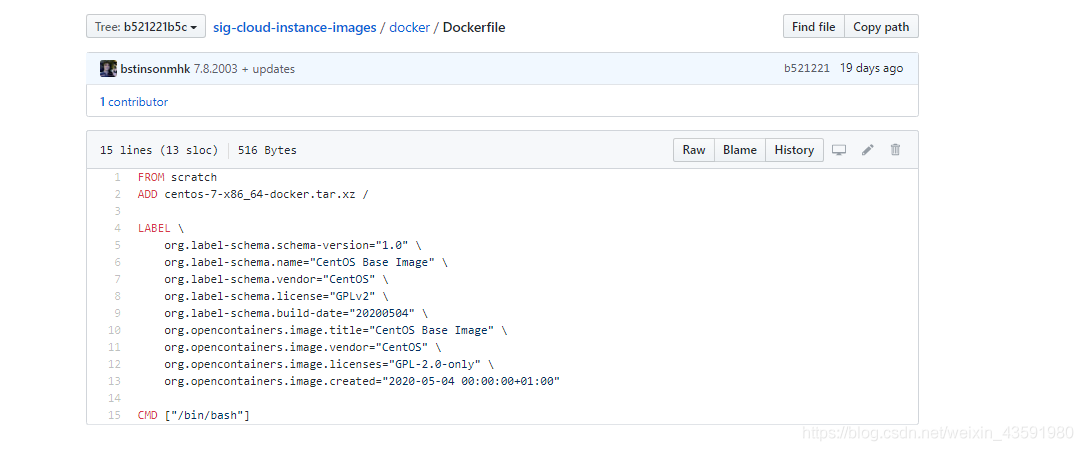 Tree: b521221b5c sig-cloud-instance-images / docker / Dockerfile Find file Copy path
bstinsonmhk 7.8.2003 + updates b521221 19 days ago
1 contributor
15 lines (13 sloc) 516 Bytes Raw Blame History
1 FROM scratch
2 ADD centos-7-x86_64-docker.tar.xz /
3
4 LABEL \
5 org.label-schema.schema-version="1.0" \
6 org.label-schema.name="CentOS Base Image" \
7 org.label-schema.vendor="CentOS" \
8 org.label-schema.license="GPLv2" \
9 org.label-schema.build-date="20200504" \
10 org.opencontainers.image.title="CentOS Base Image" \
11 org.opencontainers.image.vendor="CentOS" \
12 org.opencontainers.image.licenses="GPL-2.0-only" \
13 org.opencontainers.image.created="2020-05-04 00:00:00+01:00"
14
15 CMD ["/bin/bash"]
https://blog.csdn.net/weixin_43591980